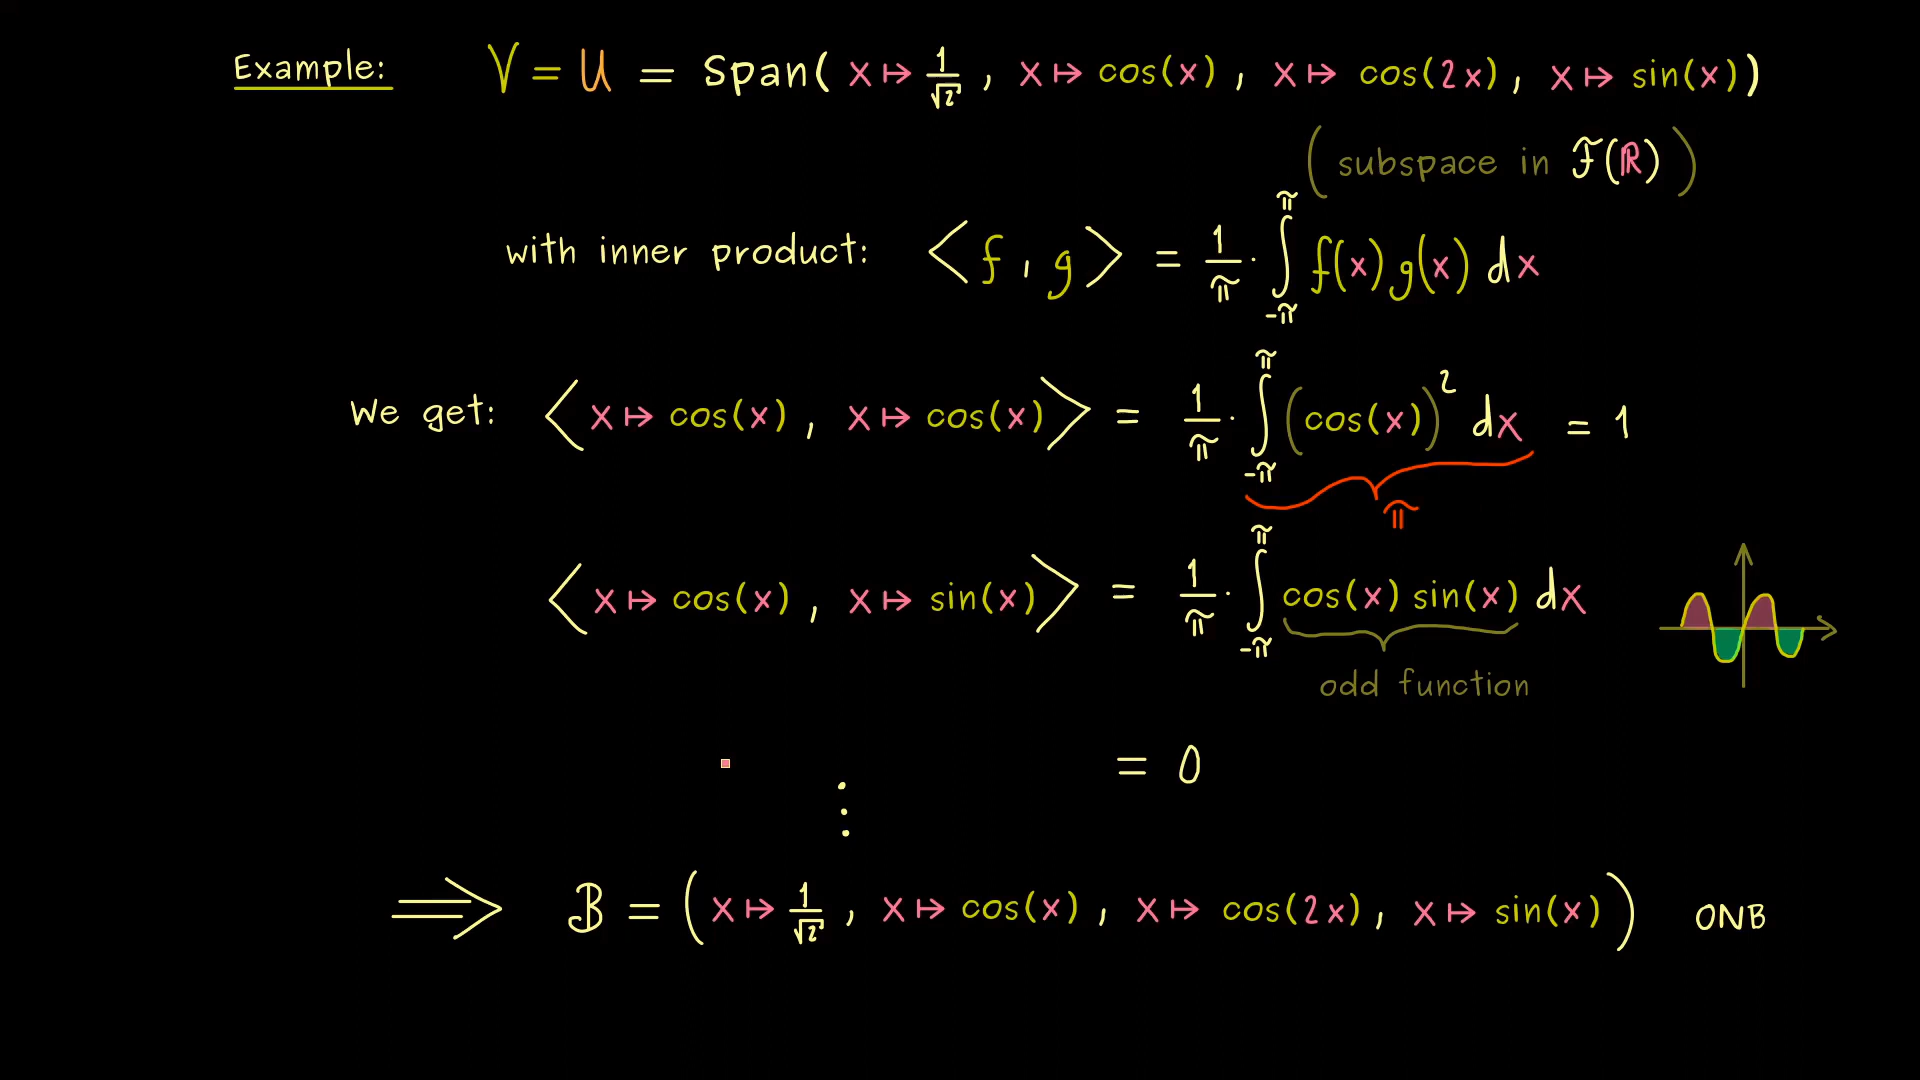 Example: V = U = Span( x ↦ 1/√2 , x ↦ cos(x) , x ↦ cos(2x) , x ↦ sin(x) )
( subspace in ℱ(ℝ) )
with inner product: ⟨ f , g ⟩ = 1/π · ∫_{-π}^{π} f(x) g(x) dx
We get: ⟨ x ↦ cos(x) , x ↦ cos(x) ⟩ = 1/π · ∫_{-π}^{π} (cos(x))² dx = 1
π
⟨ x ↦ cos(x) , x ↦ sin(x) ⟩ = 1/π · ∫_{-π}^{π} cos(x) sin(x) dx
odd function
= 0
⋮
⟹ ℬ = ( x ↦ 1/√2 , x ↦ cos(x) , x ↦ cos(2x) , x ↦ sin(x) ) ONB